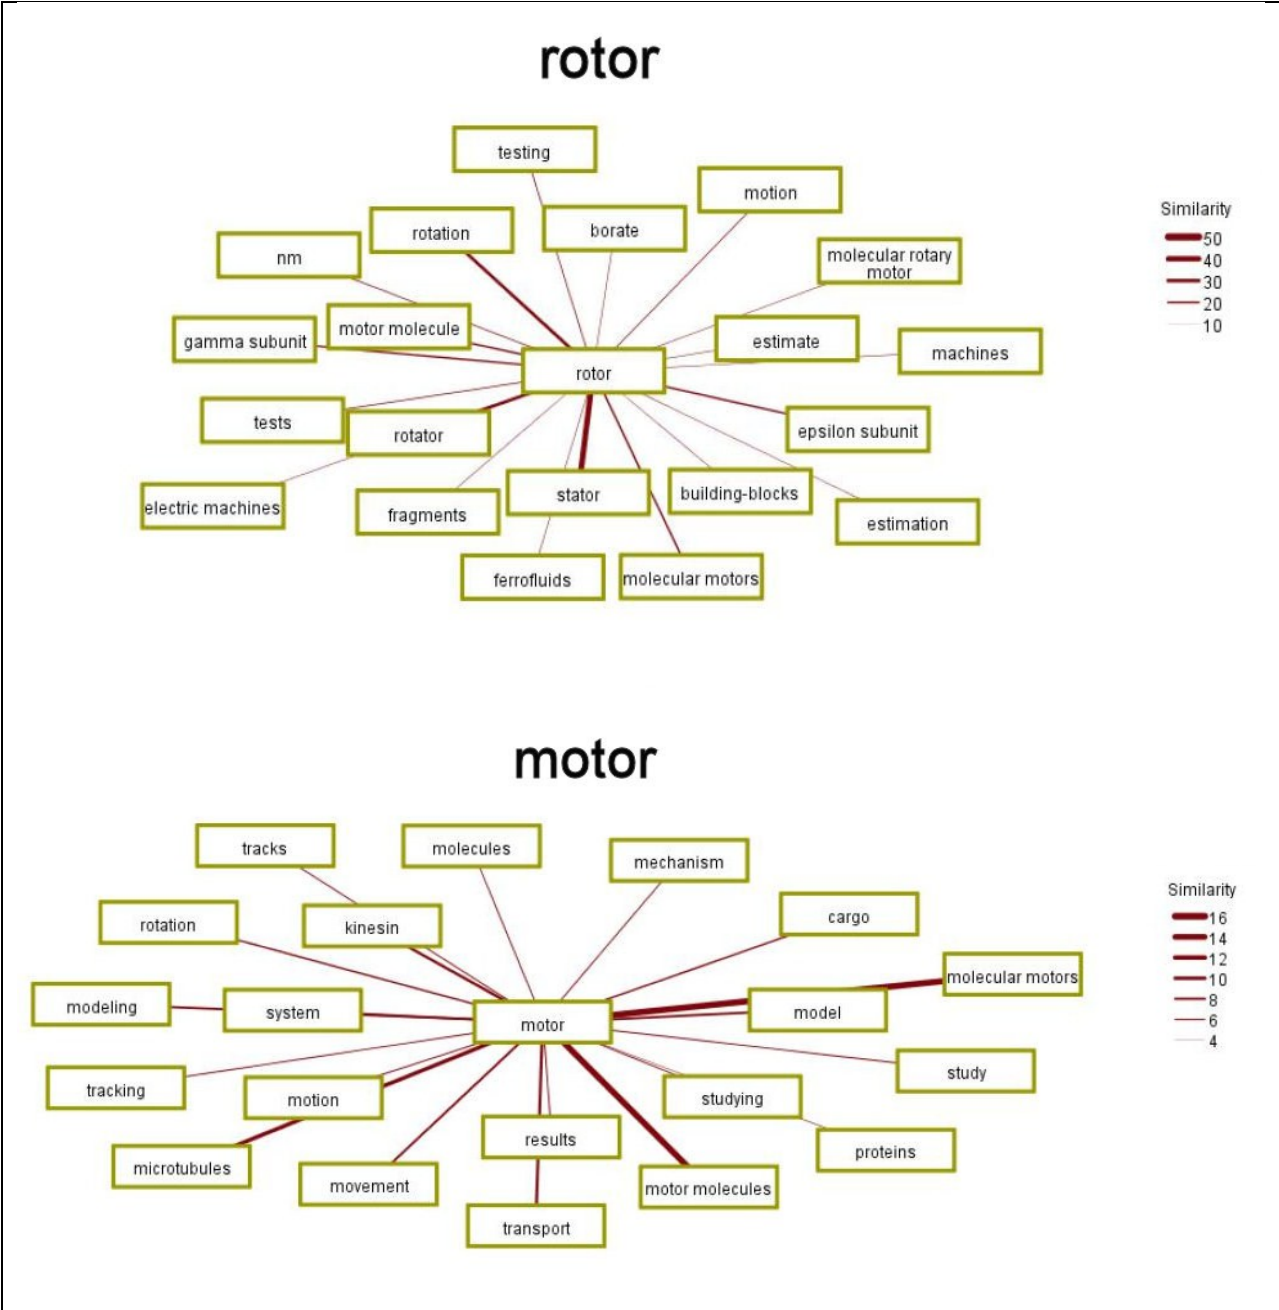 rotor
testing
motion
rotation
borate
nm
molecular rotary
motor
Similarity
50
40
30
20
10
gamma subunit
motor molecule
estimate
machines
rotor
tests
rotator
epsilon subunit
electric machines
fragments
stator
building-blocks
estimation
ferrofluids
molecular motors
motor
tracks
molecules
mechanism
Similarity
16
14
12
10
8
6
4
rotation
kinesin
cargo
modeling
system
motor
model
molecular motors
tracking
motion
studying
study
microtubules
movement
results
motor molecules
proteins
transport